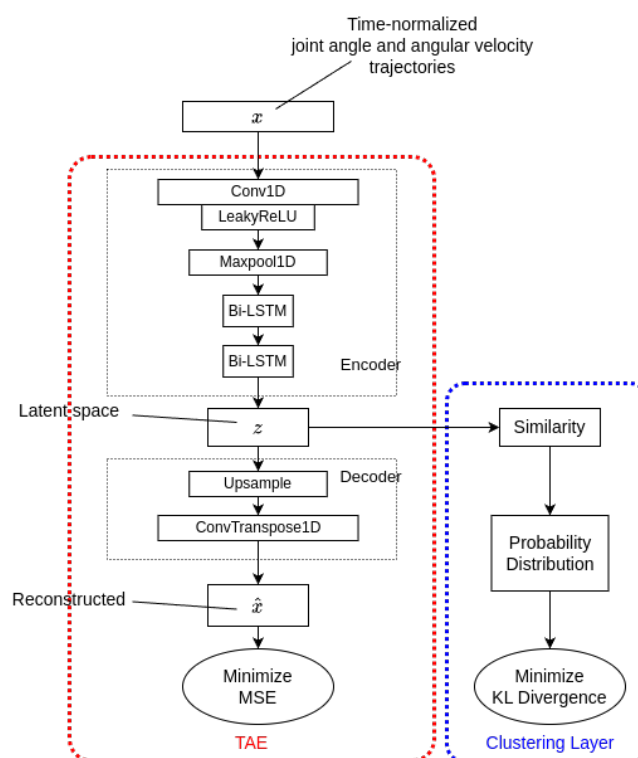 Time-normalized
joint angle and angular velocity
trajectories
x
Conv1D
LeakyReLU
Maxpool1D
Bi-LSTM
Bi-LSTM
Encoder
Latent space
z
Similarity
Upsample
Decoder
ConvTranspose1D
Probability
Distribution
Reconstructed
x̂
Minimize
MSE
Minimize
KL Divergence
TAE
Clustering Layer